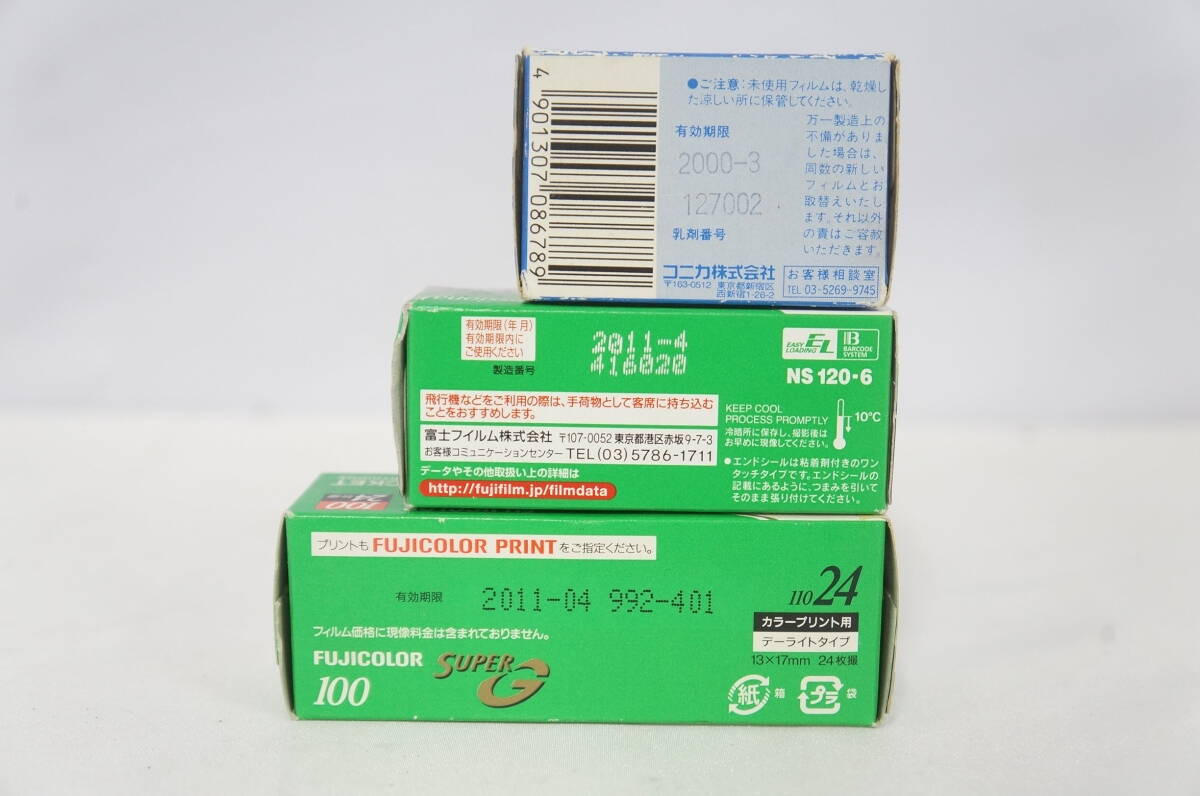 4 901307 086789
●ご注意:未使用フィルムは、乾燥し
た涼しい所に保管してください。
有効期限
2000-3
127002
乳剤番号
万一製造上の
不備がありま
した場合は、
同数の新しい
フィルムとお
取替えいたし
ます。それ以外
の責はご容赦
いただきます。
コニカ株式会社
〒163-0512 東京都新宿区
西新宿1-26-2
お客様相談室
TEL 03-5269-9745
有効期限(年月)
有効期限内に
ご使用ください
製造番号
2011-4
416020
EASY LOADING EL
B BARCODE SYSTEM
NS 120・6
飛行機などをご利用の際は、手荷物として客席に持ち込む
ことをおすすめします。
富士フイルム株式会社 〒107-0052 東京都港区赤坂9-7-3
お客様コミュニケーションセンター TEL(03)5786-1711
データやその他取扱い上の詳細は
http://fujifilm.jp/filmdata
KEEP COOL
PROCESS PROMPTLY
冷暗所に保存し、撮影後は
お早めに現像してください。
10℃
●エンドシールは粘着剤付きのワン
タッチタイプです。エンドシールの
記載にあるように、つまみを引いて
そのまま張り付けてください。
100
24
プリントも FUJICOLOR PRINT をご指定ください。
有効期限 2011-04 992-401
フィルム価格に現像料金は含まれておりません。
FUJICOLOR SUPER G
100
110 24
カラープリント用
デーライトタイプ
13×17mm 24枚撮
紙 箱 プラ 袋